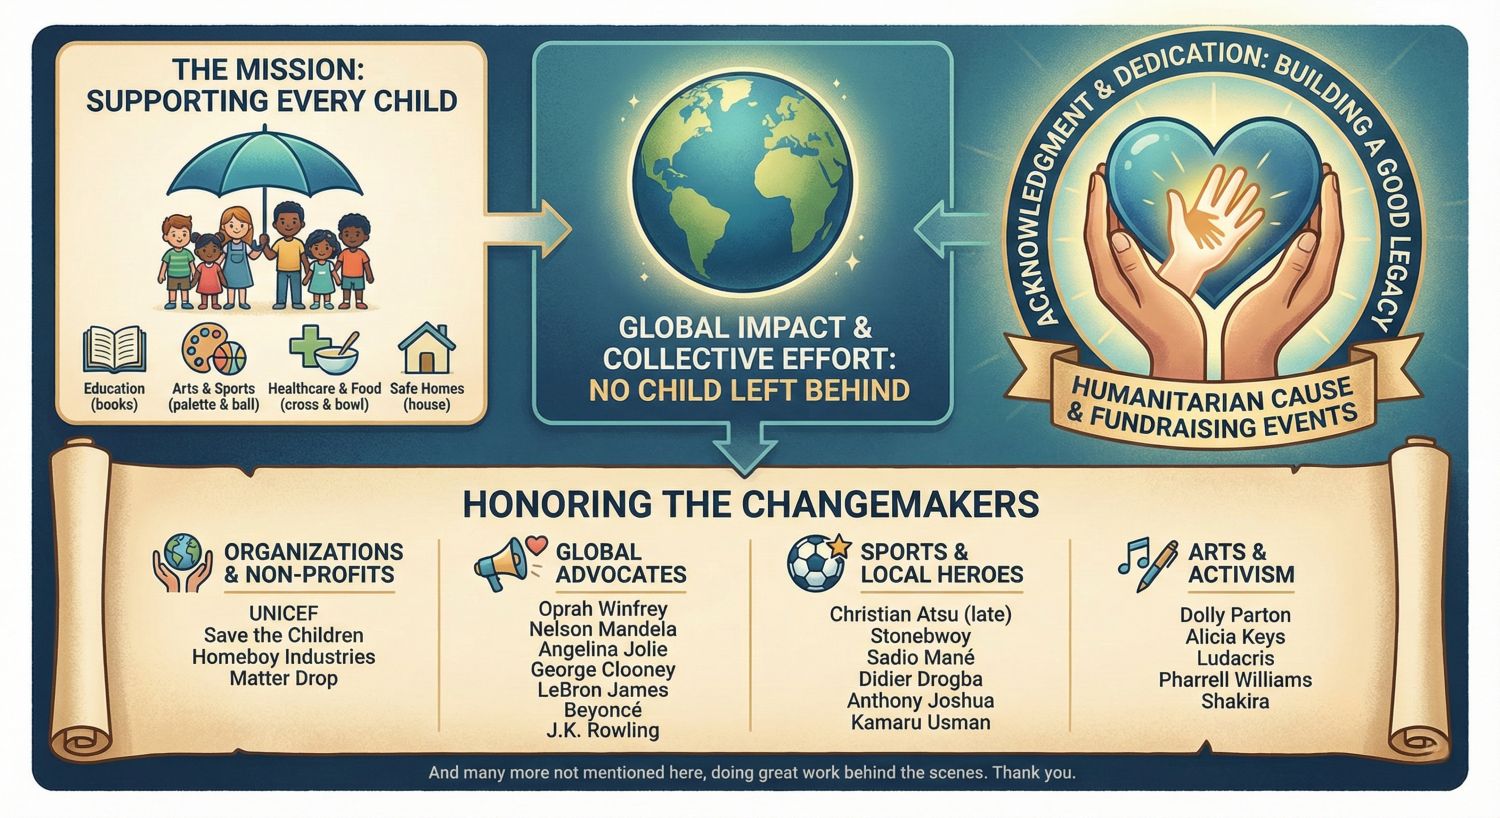 THE MISSION:
SUPPORTING EVERY CHILD
Education
(books)
Arts & Sports
(palette & ball)
Healthcare & Food
(cross & bowl)
Safe Homes
(house)
GLOBAL IMPACT &
COLLECTIVE EFFORT:
NO CHILD LEFT BEHIND
ACKNOWLEDGMENT & DEDICATION: BUILDING A GOOD LEGACY
HUMANITARIAN CAUSE
& FUNDRAISING EVENTS
HONORING THE CHANGEMAKERS
ORGANIZATIONS
& NON-PROFITS
UNICEF
Save the Children
Homeboy Industries
Matter Drop
GLOBAL
ADVOCATES
Oprah Winfrey
Nelson Mandela
Angelina Jolie
George Clooney
LeBron James
Beyoncé
J.K. Rowling
SPORTS &
LOCAL HEROES
Christian Atsu (late)
Stonebwoy
Sadio Mané
Didier Drogba
Anthony Joshua
Kamaru Usman
ARTS &
ACTIVISM
Dolly Parton
Alicia Keys
Ludacris
Pharrell Williams
Shakira
And many more not mentioned here, doing great work behind the scenes. Thank you.